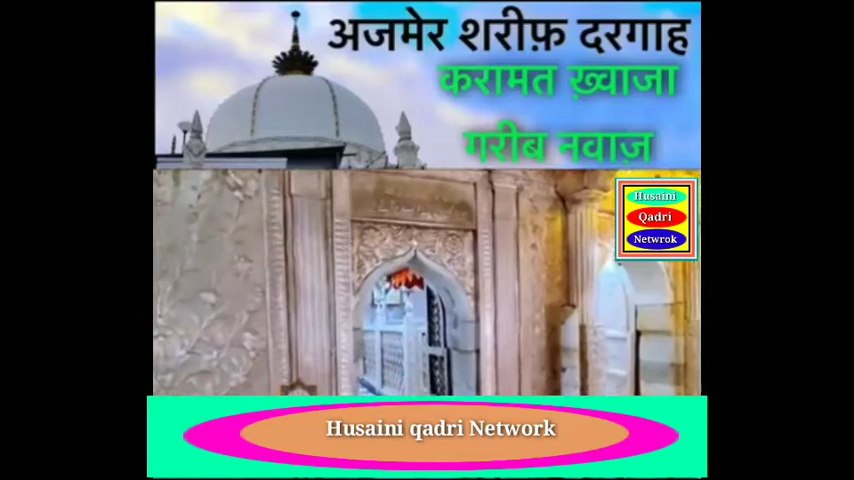 अजमेर शरीफ़ दरगाह
करामत ख़्वाजा
गरीब नवाज़
Husaini
Qadri
Netwrok
Husaini qadri Network